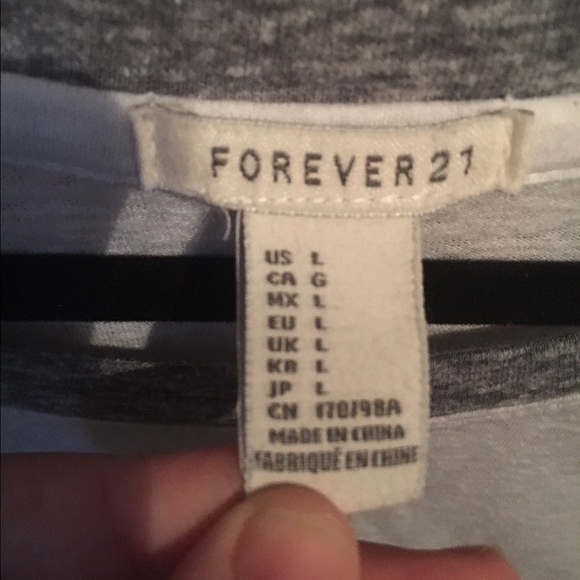 FOREVER 21
US L
CA G
MX L
EU L
UK L
KR L
JP L
CN 170/98A
MADE IN CHINA
FABRIQUÉ EN CHINE